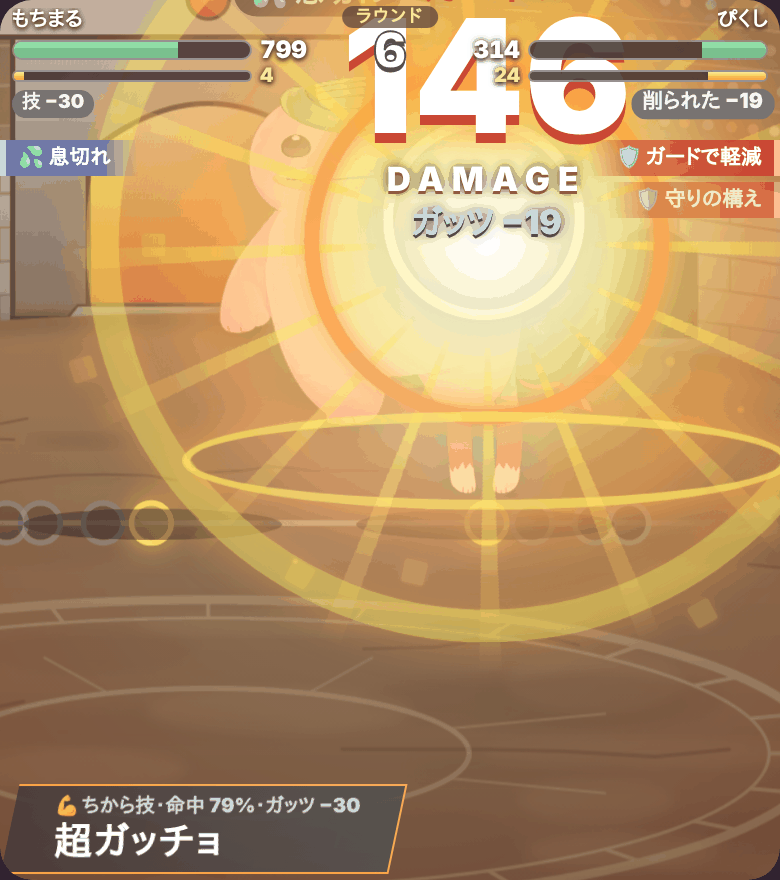 ラウンド
もちまる
ぴくし
6
799
314
4
24
技 −30
削られた −19
146
💦 息切れ
🛡️ ガードで軽減
DAMAGE
🛡️ 守りの構え
ガッツ −19
💪 ちから技・命中 79%・ガッツ −30
超ガッチョ